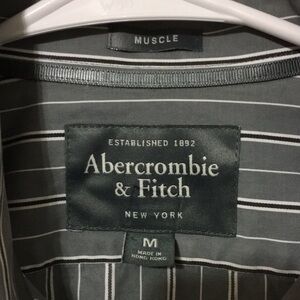 MUSCLE
ESTABLISHED 1892
Abercrombie
& Fitch
NEW YORK
M
MADE IN
HONG KONG